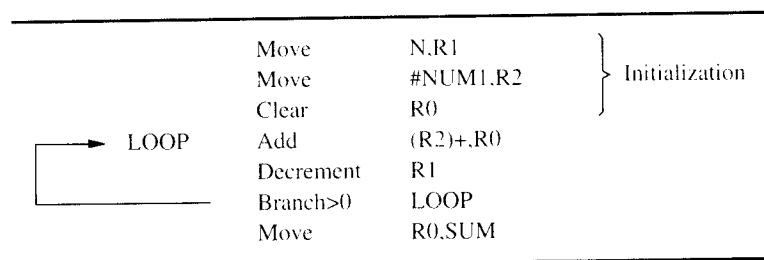 Move N,R1
Move #NUM1,R2 Initialization
Clear R0
LOOP Add (R2)+,R0
Decrement R1
Branch>0 LOOP
Move R0,SUM